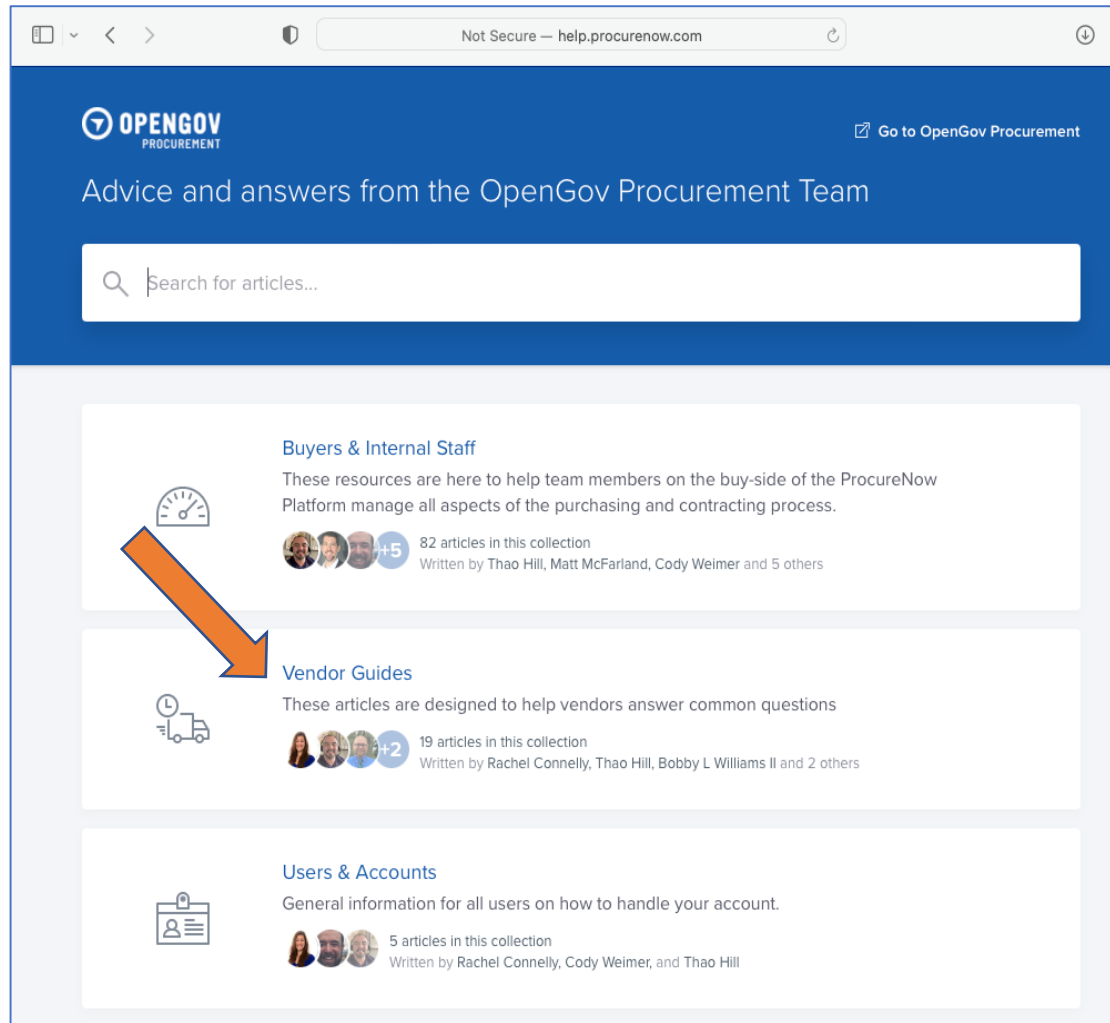 Not Secure — help.procurenow.com
OPENGOV
PROCUREMENT
Go to OpenGov Procurement
Advice and answers from the OpenGov Procurement Team
Search for articles...
Buyers & Internal Staff
These resources are here to help team members on the buy-side of the ProcureNow
Platform manage all aspects of the purchasing and contracting process.
+5
82 articles in this collection
Written by Thao Hill, Matt McFarland, Cody Weimer and 5 others
Vendor Guides
These articles are designed to help vendors answer common questions
+2
19 articles in this collection
Written by Rachel Connelly, Thao Hill, Bobby L Williams II and 2 others
Users & Accounts
General information for all users on how to handle your account.
5 articles in this collection
Written by Rachel Connelly, Cody Weimer, and Thao Hill